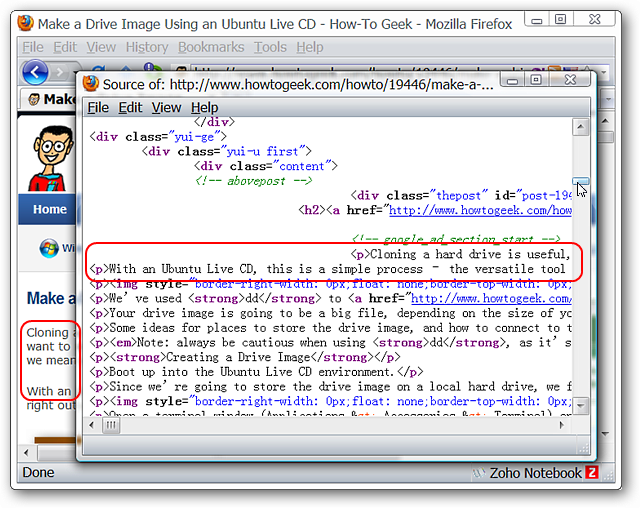 Make a Drive Image Using an Ubuntu Live CD - How-To Geek - Mozilla Firefox
File Edit View History Bookmarks Tools Help
Source of: http://www.howtogeek.com/howto/19446/make-a-...
File Edit View Help
</div>
<div class="yui-ge">
<div class="yui-u first">
<div class="content">
<!-- abovepost -->
<div class="thepost" id="post-194
<h2><a href="http://www.howtogeek.com/how
<!-- google_ad_section_start -->
<p>Cloning a hard drive is useful,
<p>With an Ubuntu Live CD, this is a simple process - the versatile tool
<p><img style="border-right-width: 0px;float: none;border-top-width: 0px;
<p>We've used <strong>dd</strong> to <a href="http://www.howtogeek.com/
<p>Your drive image is going to be a big file, depending on the size of yo
<p>Some ideas for places to store the drive image, and how to connect to t
<p><em>Note: always be cautious when using <strong>dd</strong>, as it's
<p><strong>Creating a Drive Image</strong></p>
<p>Boot up into the Ubuntu Live CD environment.</p>
<p>Since we're going to store the drive image on a local hard drive, we f
<p><img style="border-right-width: 0px;float: none;border-top-width: 0px;
<p>Open a terminal window (Applications &gt; Accessories &gt; Terminal) an
Make
Home
Wi
Make a
Cloning a
want to
we mean
With an
right out
Done
Zoho Notebook 2